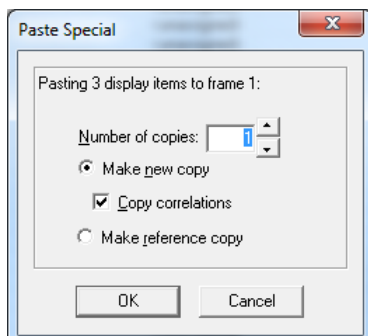 Paste Special
Pasting 3 display items to frame 1:
Number of copies: 1
Make new copy
Copy correlations
Make reference copy
OK Cancel